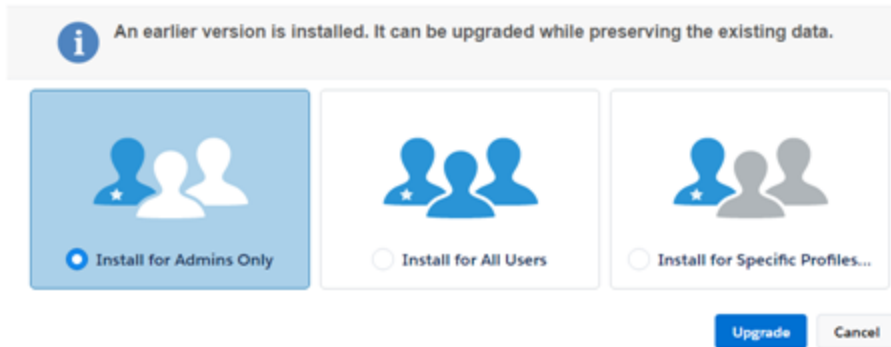 An earlier version is installed. It can be upgraded while preserving the existing data.
Install for Admins Only
Install for All Users
Install for Specific Profiles...
Upgrade
Cancel